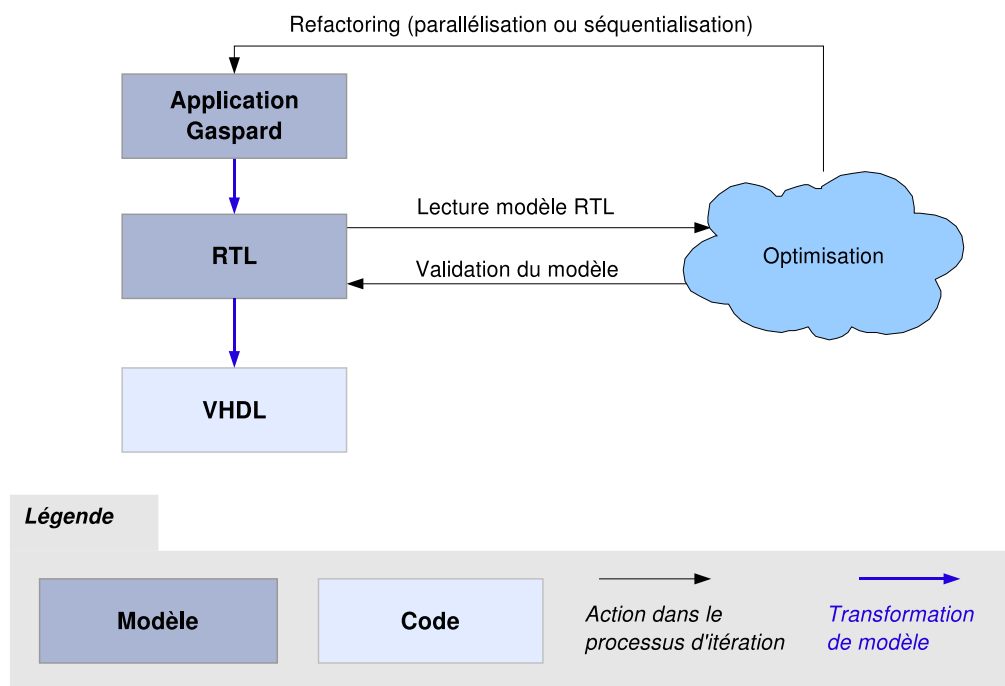 Refactoring (parallélisation ou séquentialisation)
Application
Gaspard
Lecture modèle RTL
RTL
Optimisation
Validation du modèle
VHDL
Légende
Modèle
Code
Action dans le
processus d'itération
Transformation
de modèle